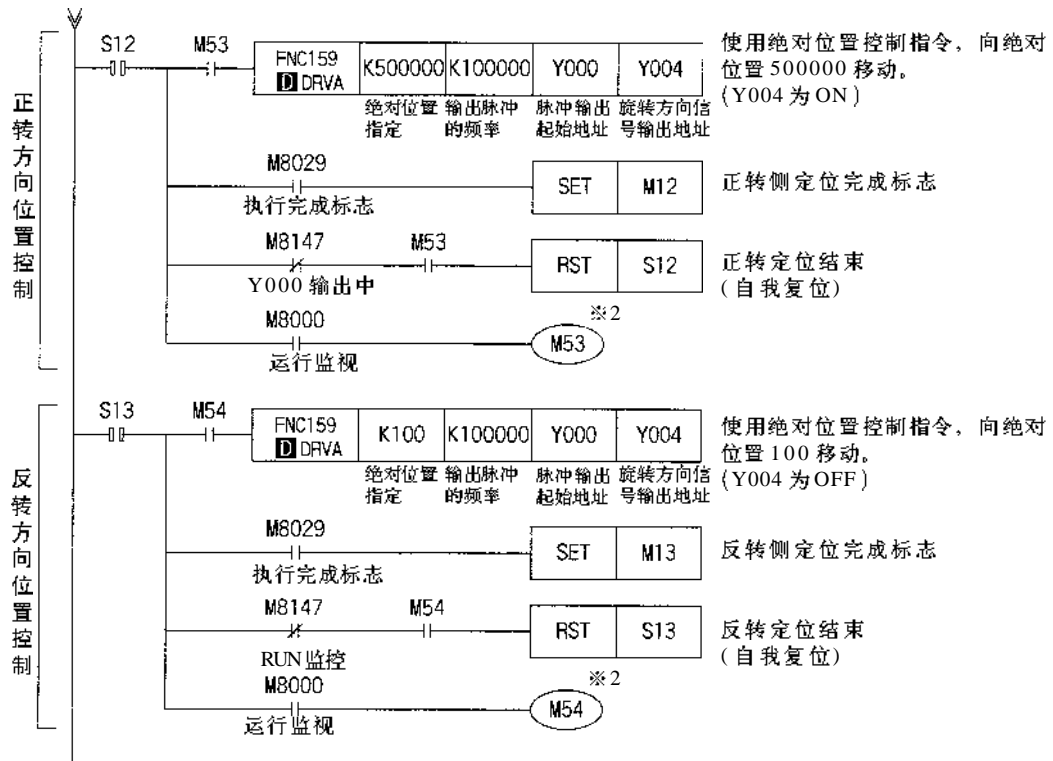 正转方向位置控制
S12 M53 FNC159 D DRVA K500000 K100000 Y000 Y004
绝对位置指定 输出脉冲的频率 脉冲输出起始地址 旋转方向信号输出地址
使用绝对位置控制指令，向绝对
位置500000移动。
(Y004为ON)
M8029 SET M12 正转侧定位完成标志
执行完成标志
M8147 M53 RST S12 正转定位结束
Y000输出中 (自我复位)
M8000 ※2 M53
运行监视
反转方向位置控制
S13 M54 FNC159 D DRVA K100 K100000 Y000 Y004
绝对位置指定 输出脉冲的频率 脉冲输出起始地址 旋转方向信号输出地址
使用绝对位置控制指令，向绝对
位置100移动。
(Y004为OFF)
M8029 SET M13 反转侧定位完成标志
执行完成标志
M8147 M54 RST S13 反转定位结束
RUN监控 (自我复位)
M8000 ※2 M54
运行监视